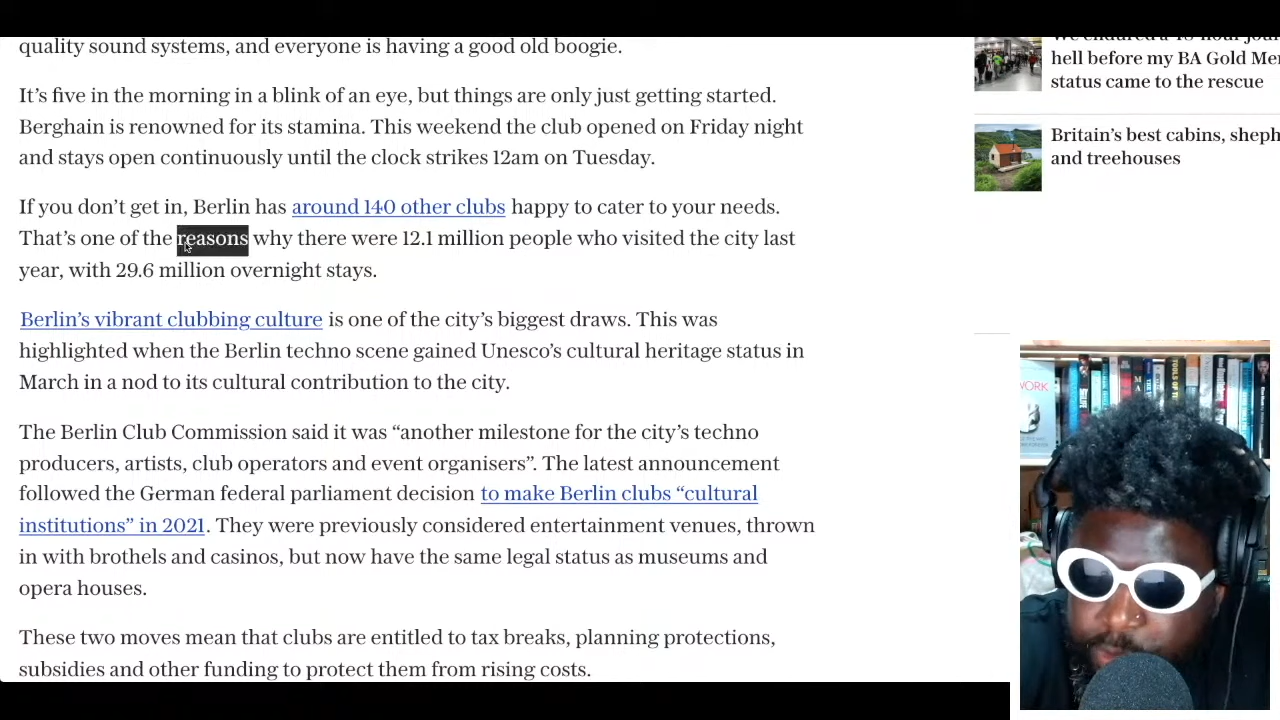 quality sound systems, and everyone is having a good old boogie.
It’s five in the morning in a blink of an eye, but things are only just getting started.
Berghain is renowned for its stamina. This weekend the club opened on Friday night
and stays open continuously until the clock strikes 12am on Tuesday.
If you don’t get in, Berlin has around 140 other clubs happy to cater to your needs.
That’s one of the reasons why there were 12.1 million people who visited the city last
year, with 29.6 million overnight stays.
Berlin’s vibrant clubbing culture is one of the city’s biggest draws. This was
highlighted when the Berlin techno scene gained Unesco’s cultural heritage status in
March in a nod to its cultural contribution to the city.
The Berlin Club Commission said it was “another milestone for the city’s techno
producers, artists, club operators and event organisers”. The latest announcement
followed the German federal parliament decision to make Berlin clubs “cultural
institutions” in 2021. They were previously considered entertainment venues, thrown
in with brothels and casinos, but now have the same legal status as museums and
opera houses.
These two moves mean that clubs are entitled to tax breaks, planning protections,
subsidies and other funding to protect them from rising costs.
hell before my BA Gold
status came to the rescue
Britain’s best cabins,
and treehouses
WORK